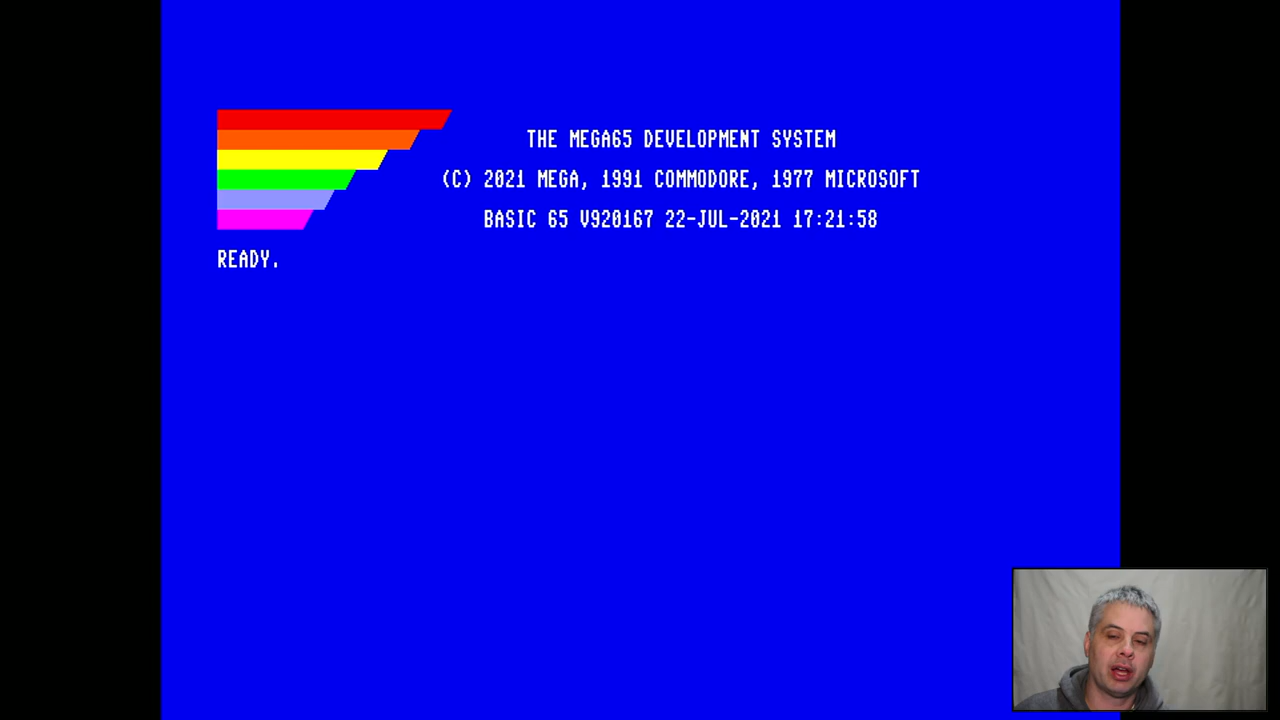 THE MEGA65 DEVELOPMENT SYSTEM
(C) 2021 MEGA, 1991 COMMODORE, 1977 MICROSOFT
BASIC 65 V920167 22-JUL-2021 17:21:58
READY.